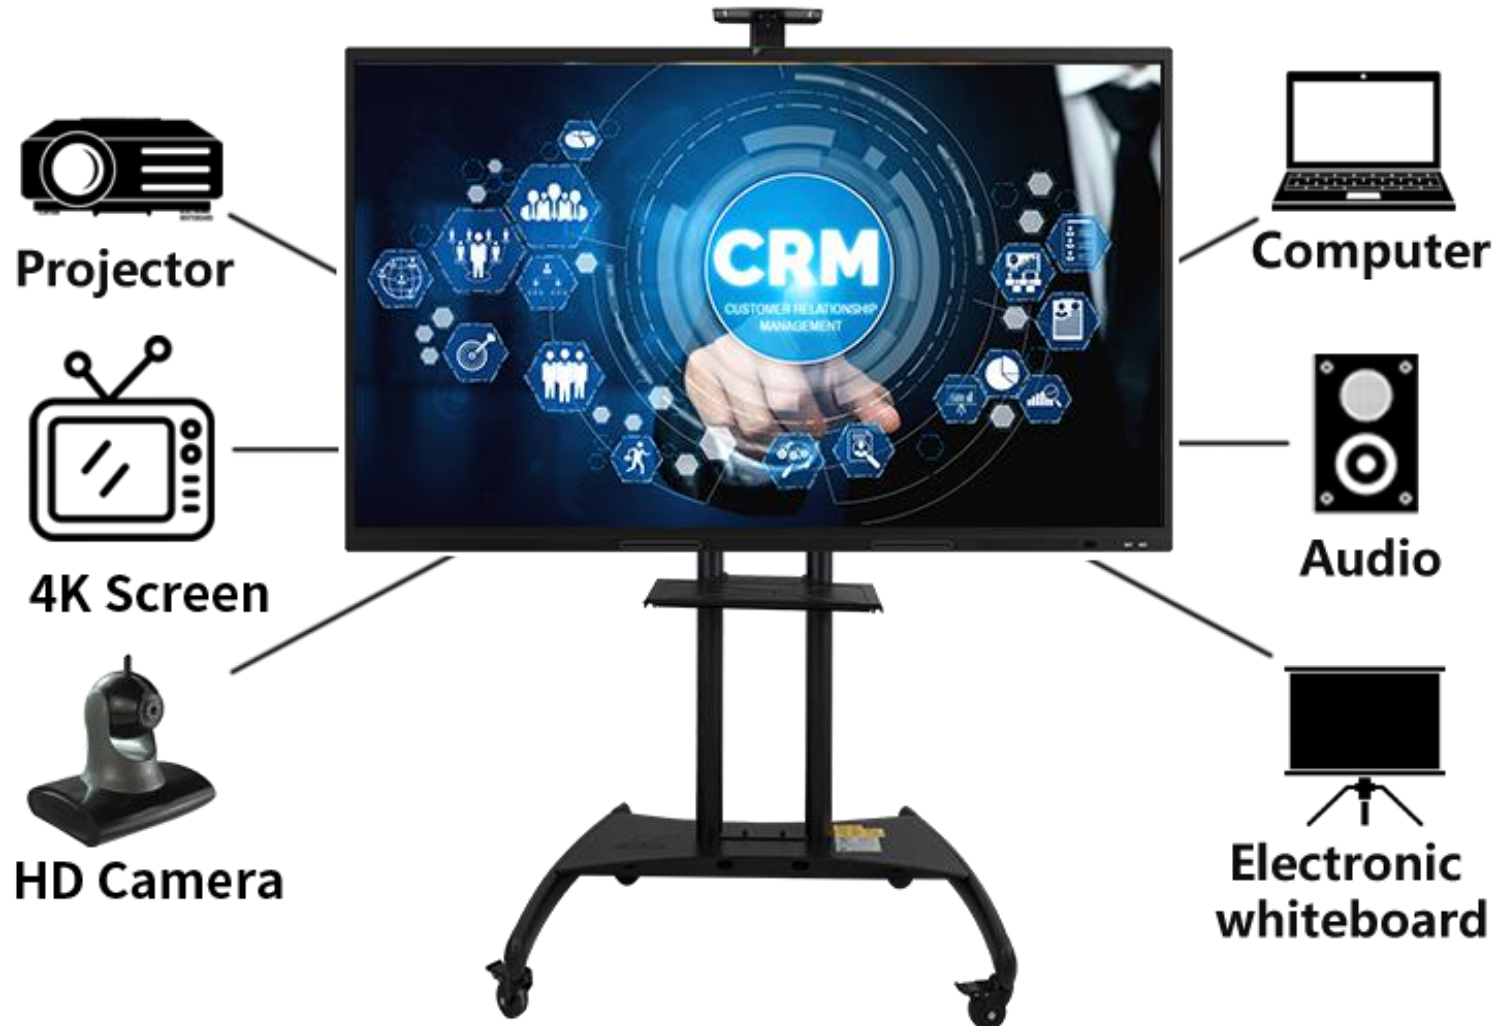 Projector
4K Screen
HD Camera
CRM
CUSTOMER RELATIONSHIP
MANAGEMENT
Computer
Audio
Electronic
whiteboard